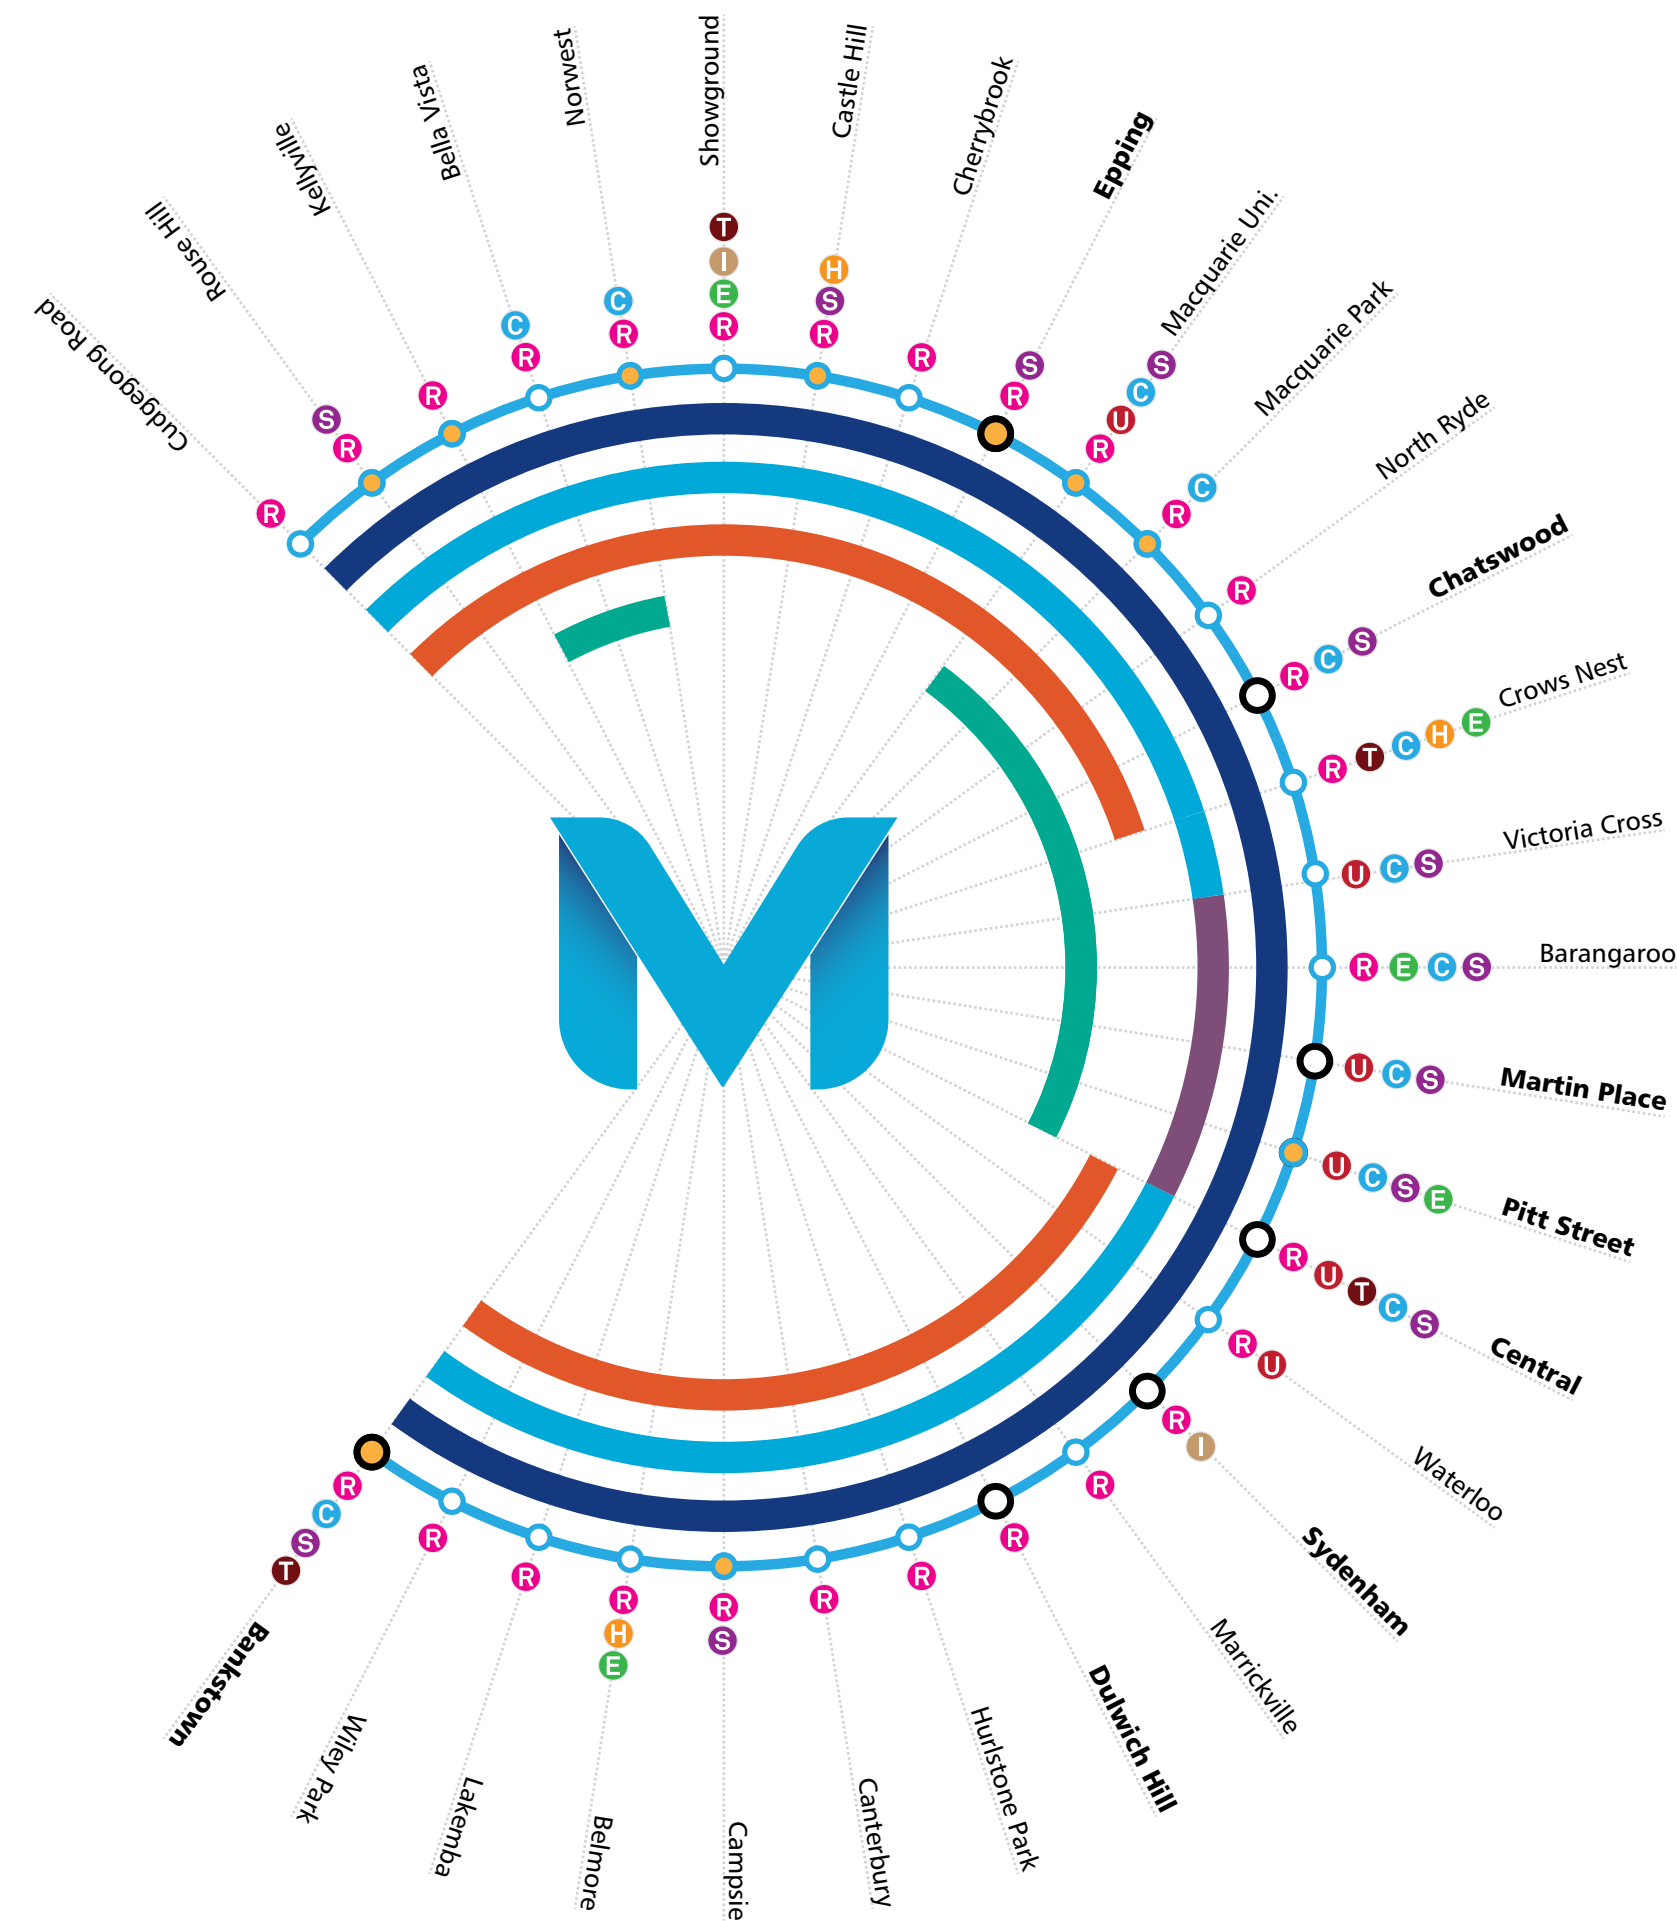 Cudgegong Road
R
Rouse Hill
S
R
Kellyville
R
Bella Vista
C
R
Norwest
C
R
Showground
T
I
E
R
Castle Hill
H
S
R
Cherrybrook
R
Epping
S
R
Macquarie Uni.
S
C
U
R
Macquarie Park
C
R
North Ryde
R
Chatswood
R C S
Crows Nest
R T C H E
Victoria Cross
U C S
Barangaroo
R E C S
Martin Place
U C S
Pitt Street
U C S E
Central
R U T C S
Waterloo
R U
Sydenham
R I
Marrickville
R
Dulwich Hill
R
Hurlstone Park
R
Canterbury
R
Campsie
R
S
Belmore
R
H
E
Lakemba
R
Wiley Park
R
Bankstown
R
C
S
T
M